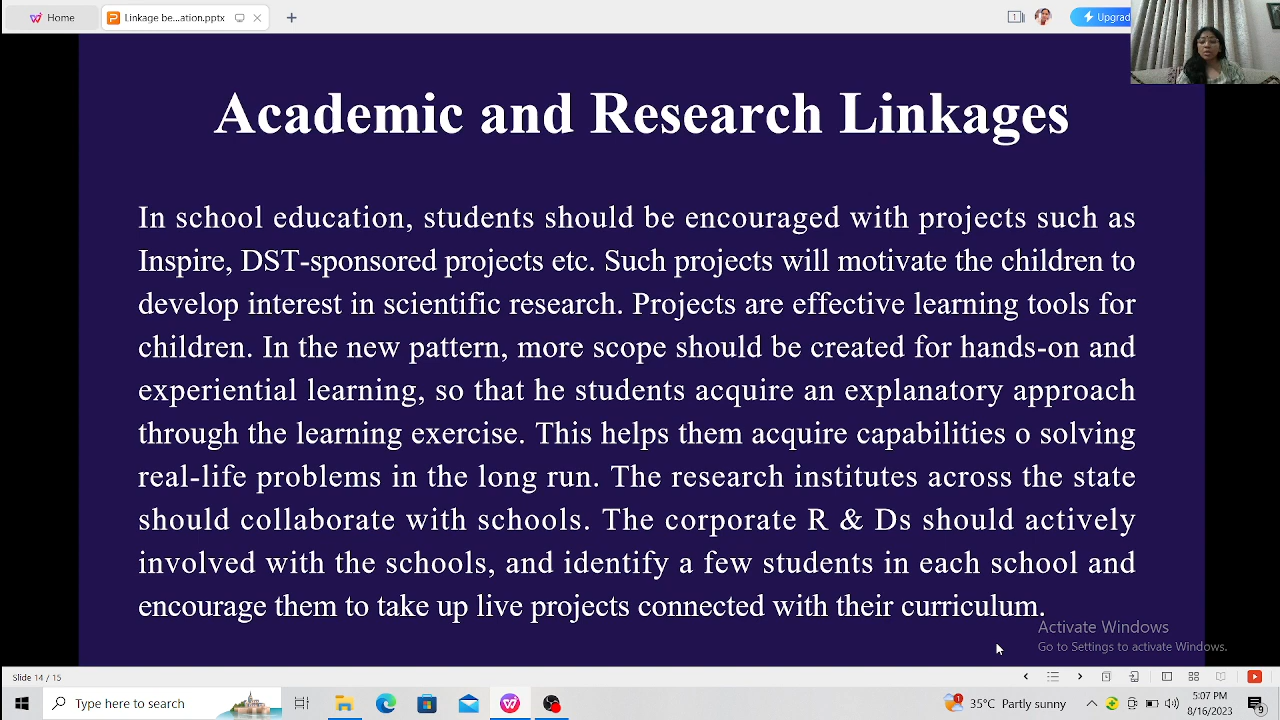 Home
Linkage be...ation.pptx
1
Upgrad
Academic and Research Linkages
In school education, students should be encouraged with projects such as
Inspire, DST-sponsored projects etc. Such projects will motivate the children to
develop interest in scientific research. Projects are effective learning tools for
children. In the new pattern, more scope should be created for hands-on and
experiential learning, so that he students acquire an explanatory approach
through the learning exercise. This helps them acquire capabilities o solving
real-life problems in the long run. The research institutes across the state
should collaborate with schools. The corporate R & Ds should actively
involved with the schools, and identify a few students in each school and
encourage them to take up live projects connected with their curriculum.
Activate Windows
Go to Settings to activate Windows.
Slide 14 / 15
Type here to search
1
35°C Partly sunny
5:07 PM
8/16/2023
9